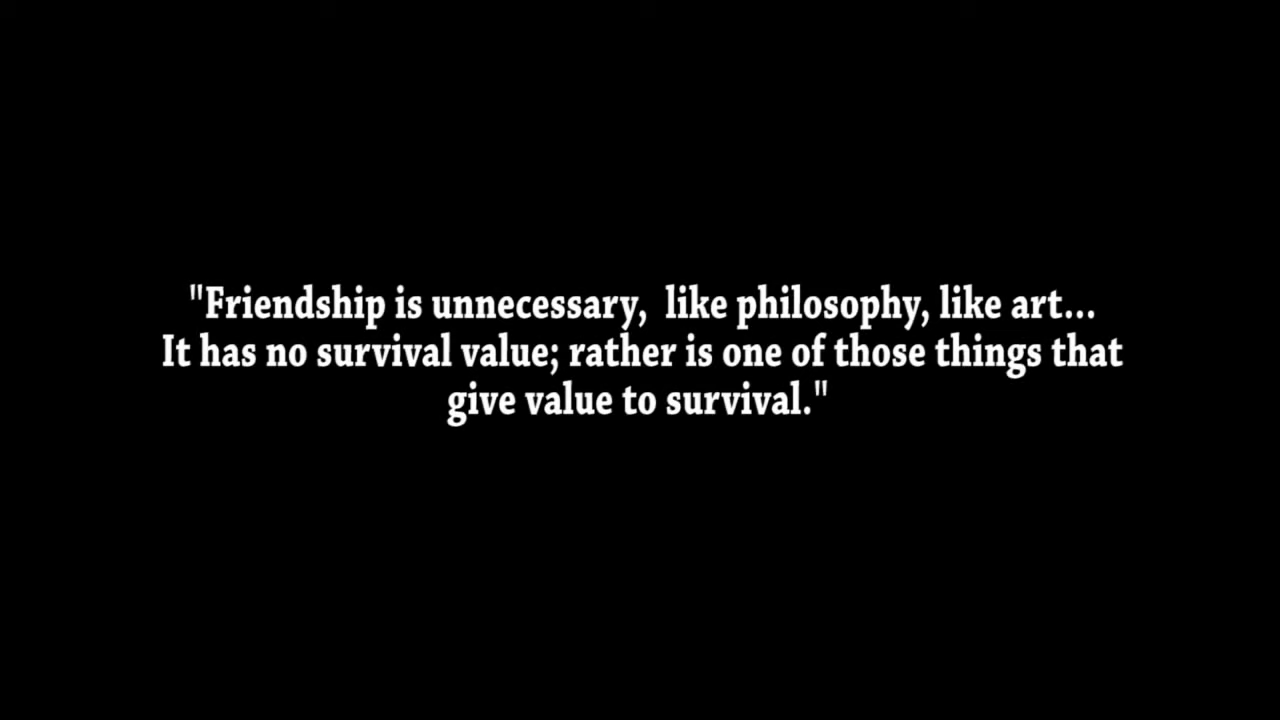 "Friendship is unnecessary,  like philosophy, like art...
It has no survival value; rather is one of those things that
give value to survival."